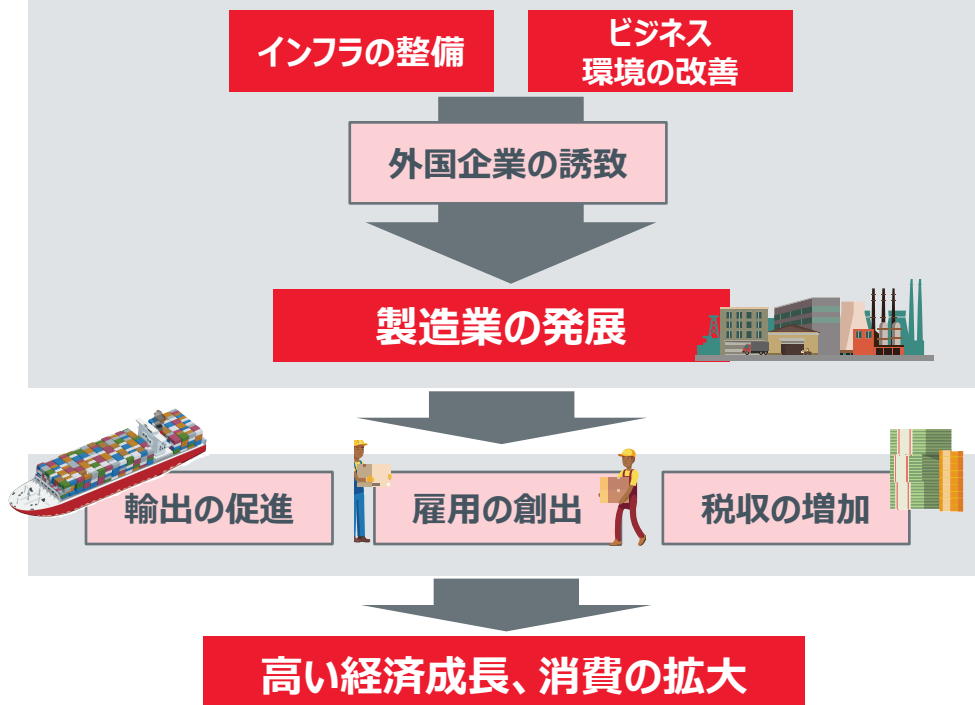 インフラの整備
ビジネス
環境の改善
外国企業の誘致
製造業の発展
輸出の促進
雇用の創出
税収の増加
高い経済成長、消費の拡大